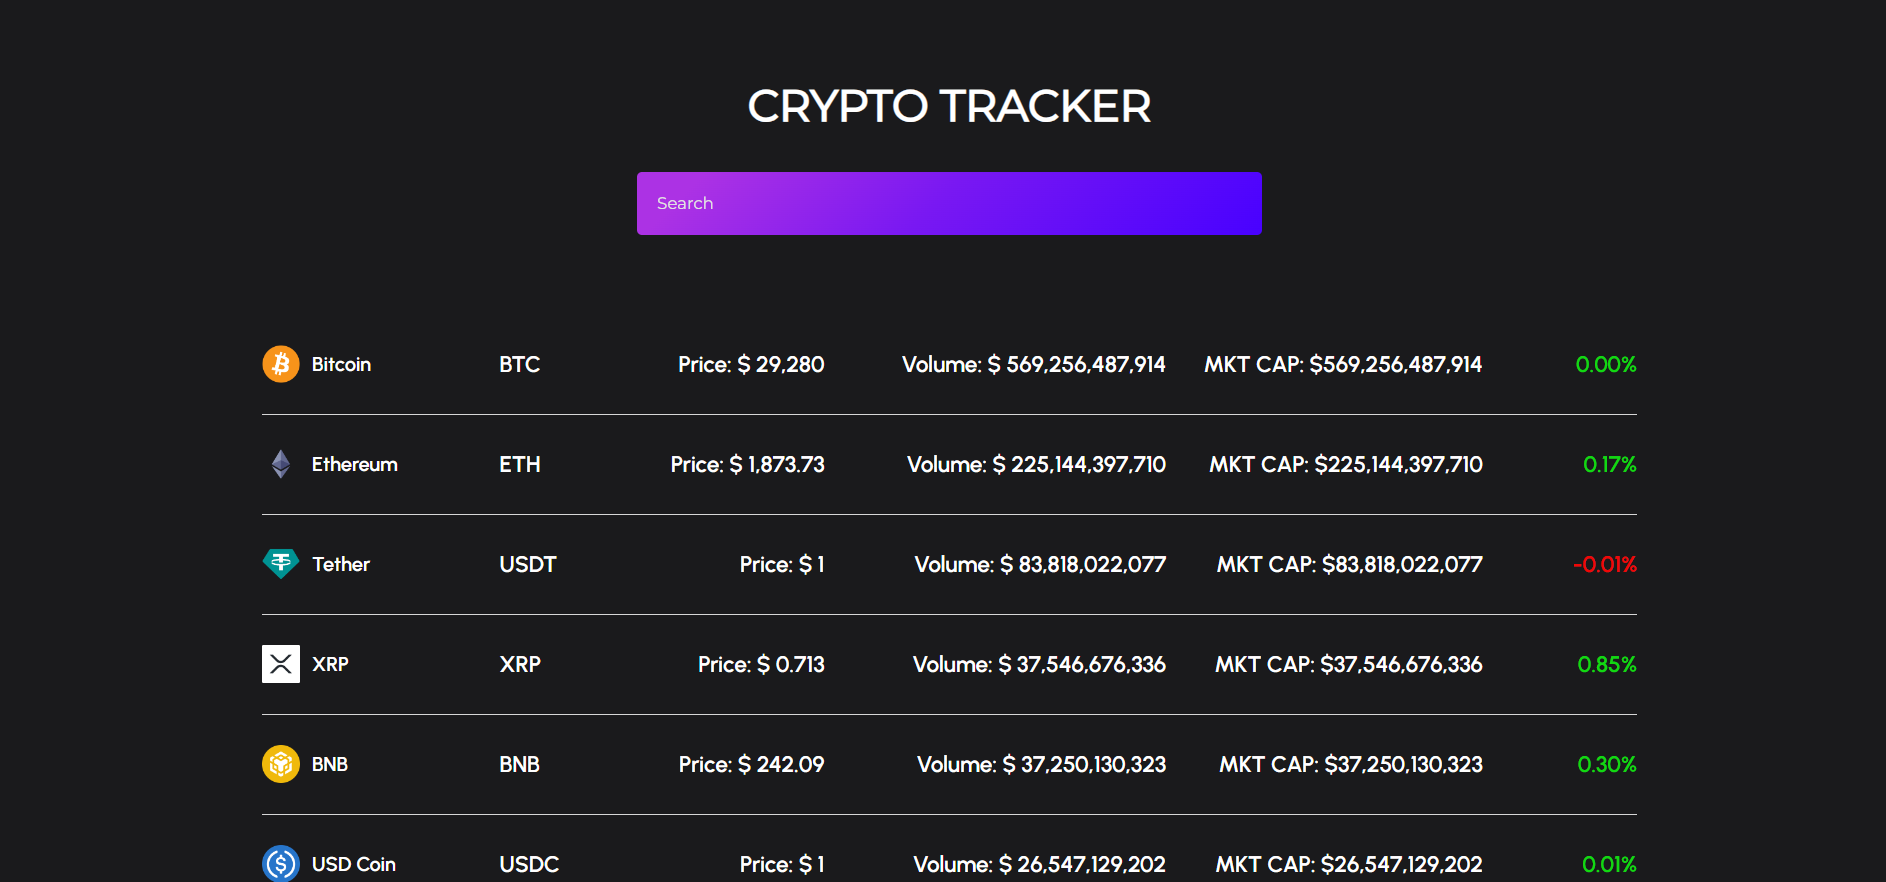 CRYPTO TRACKER
Search
Bitcoin BTC Price: $ 29,280 Volume: $ 569,256,487,914 MKT CAP: $569,256,487,914 0.00%
Ethereum ETH Price: $ 1,873.73 Volume: $ 225,144,397,710 MKT CAP: $225,144,397,710 0.17%
Tether USDT Price: $ 1 Volume: $ 83,818,022,077 MKT CAP: $83,818,022,077 -0.01%
XRP XRP Price: $ 0.713 Volume: $ 37,546,676,336 MKT CAP: $37,546,676,336 0.85%
BNB BNB Price: $ 242.09 Volume: $ 37,250,130,323 MKT CAP: $37,250,130,323 0.30%
USD Coin USDC Price: $ 1 Volume: $ 26,547,129,202 MKT CAP: $26,547,129,202 0.01%